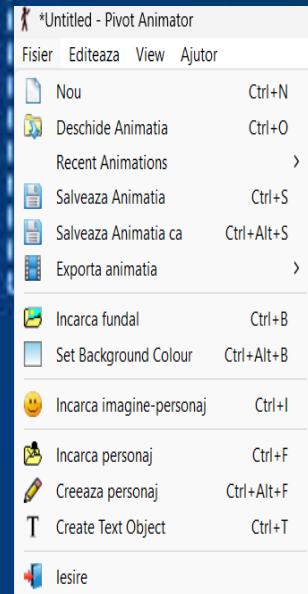 *Untitled - Pivot Animator
Fisier Editeaza View Ajutor
Nou Ctrl+N
Deschide Animatia Ctrl+O
Recent Animations >
Salveaza Animatia Ctrl+S
Salveaza Animatia ca Ctrl+Alt+S
Exporta animatia >
Incarca fundal Ctrl+B
Set Background Colour Ctrl+Alt+B
Incarca imagine-personaj Ctrl+I
Incarca personaj Ctrl+F
Creeaza personaj Ctrl+Alt+F
T Create Text Object Ctrl+T
Iesire